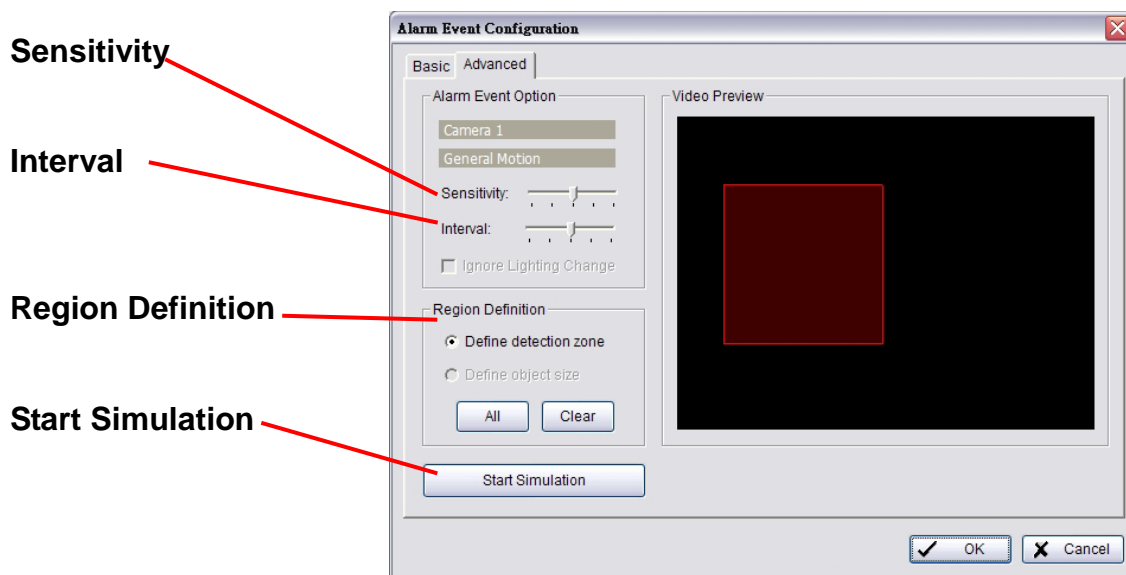 Sensitivity
Interval
Region Definition
Start Simulation
Alarm Event Configuration
Basic Advanced
Alarm Event Option
Camera 1
General Motion
Sensitivity:
Interval:
Ignore Lighting Change
Region Definition
Define detection zone
Define object size
All Clear
Start Simulation
Video Preview
OK Cancel